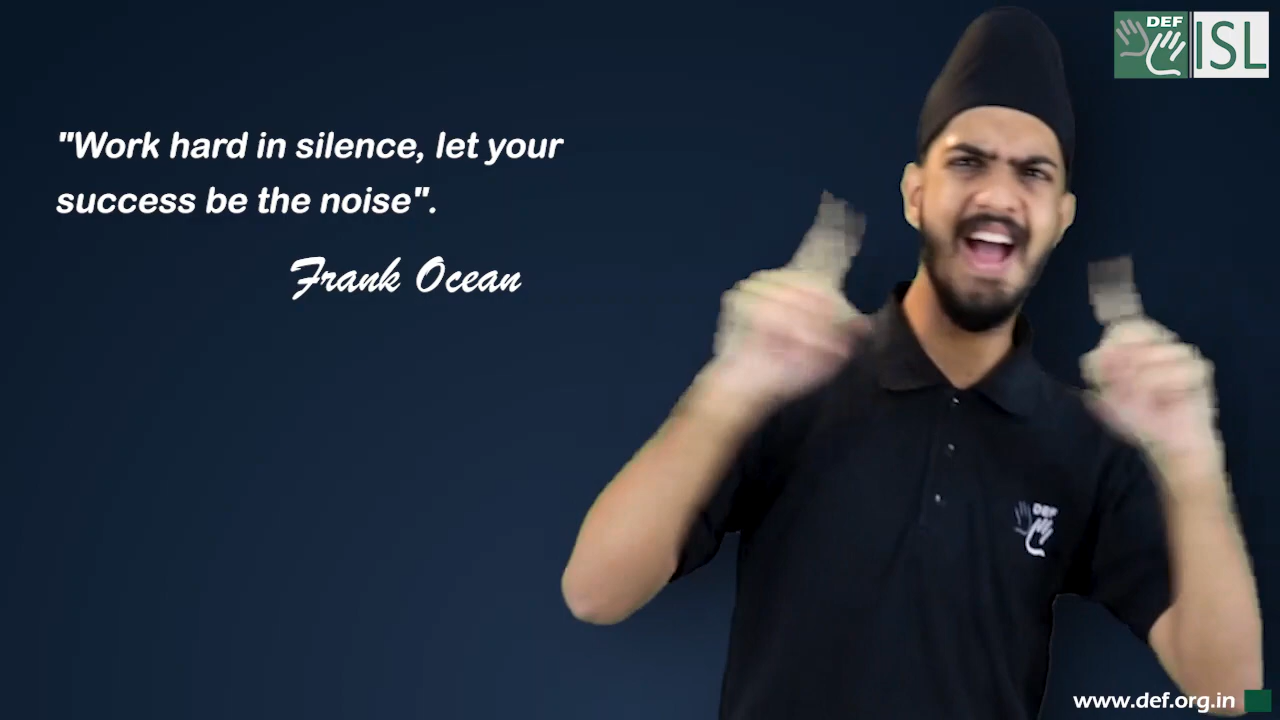 DEF
ISL
"Work hard in silence, let your
success be the noise".
Frank Ocean
DEF
www.def.org.in